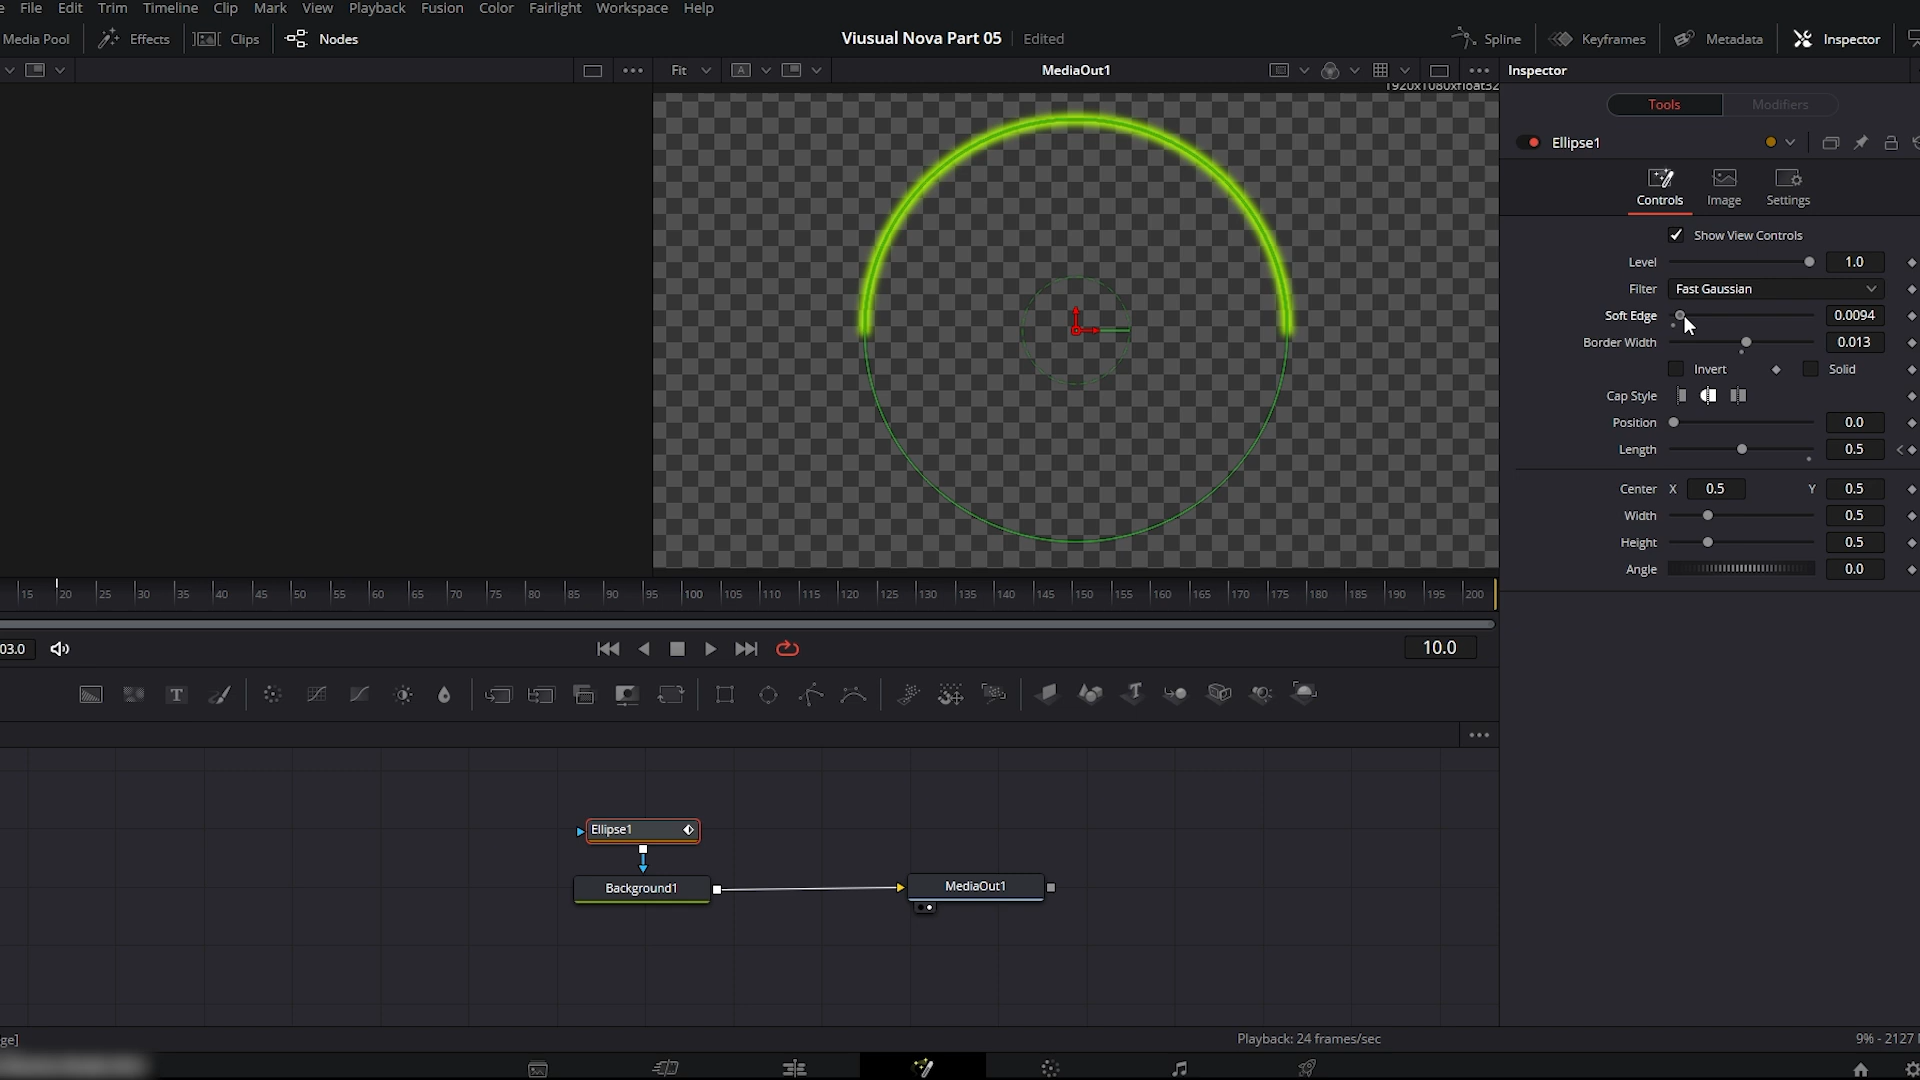 File Edit Trim Timeline Clip Mark View Playback Fusion Color Fairlight Workspace Help
Media Pool Effects Clips Nodes Viusual Nova Part 05 Edited Spline Keyframes Metadata Inspector
Fit A MediaOut1 Inspector
1920x1080xfloat32
Tools Modifiers
Ellipse1
Controls Image Settings
Show View Controls
Level 1.0
Filter Fast Gaussian
Soft Edge 0.0094
Border Width 0.013
Invert Solid
Cap Style
Position 0.0
Length 0.5
Center X 0.5 Y 0.5
Width 0.5
Height 0.5
Angle 0.0
15 20 25 30 35 40 45 50 55 60 65 70 75 80 85 90 95 100 105 110 115 120 125 130 135 140 145 150 155 160 165 170 175 180 185 190 195 200
03.0 10.0
T
Ellipse1
Background1
MediaOut1
ge] Playback: 24 frames/sec 9% - 2127